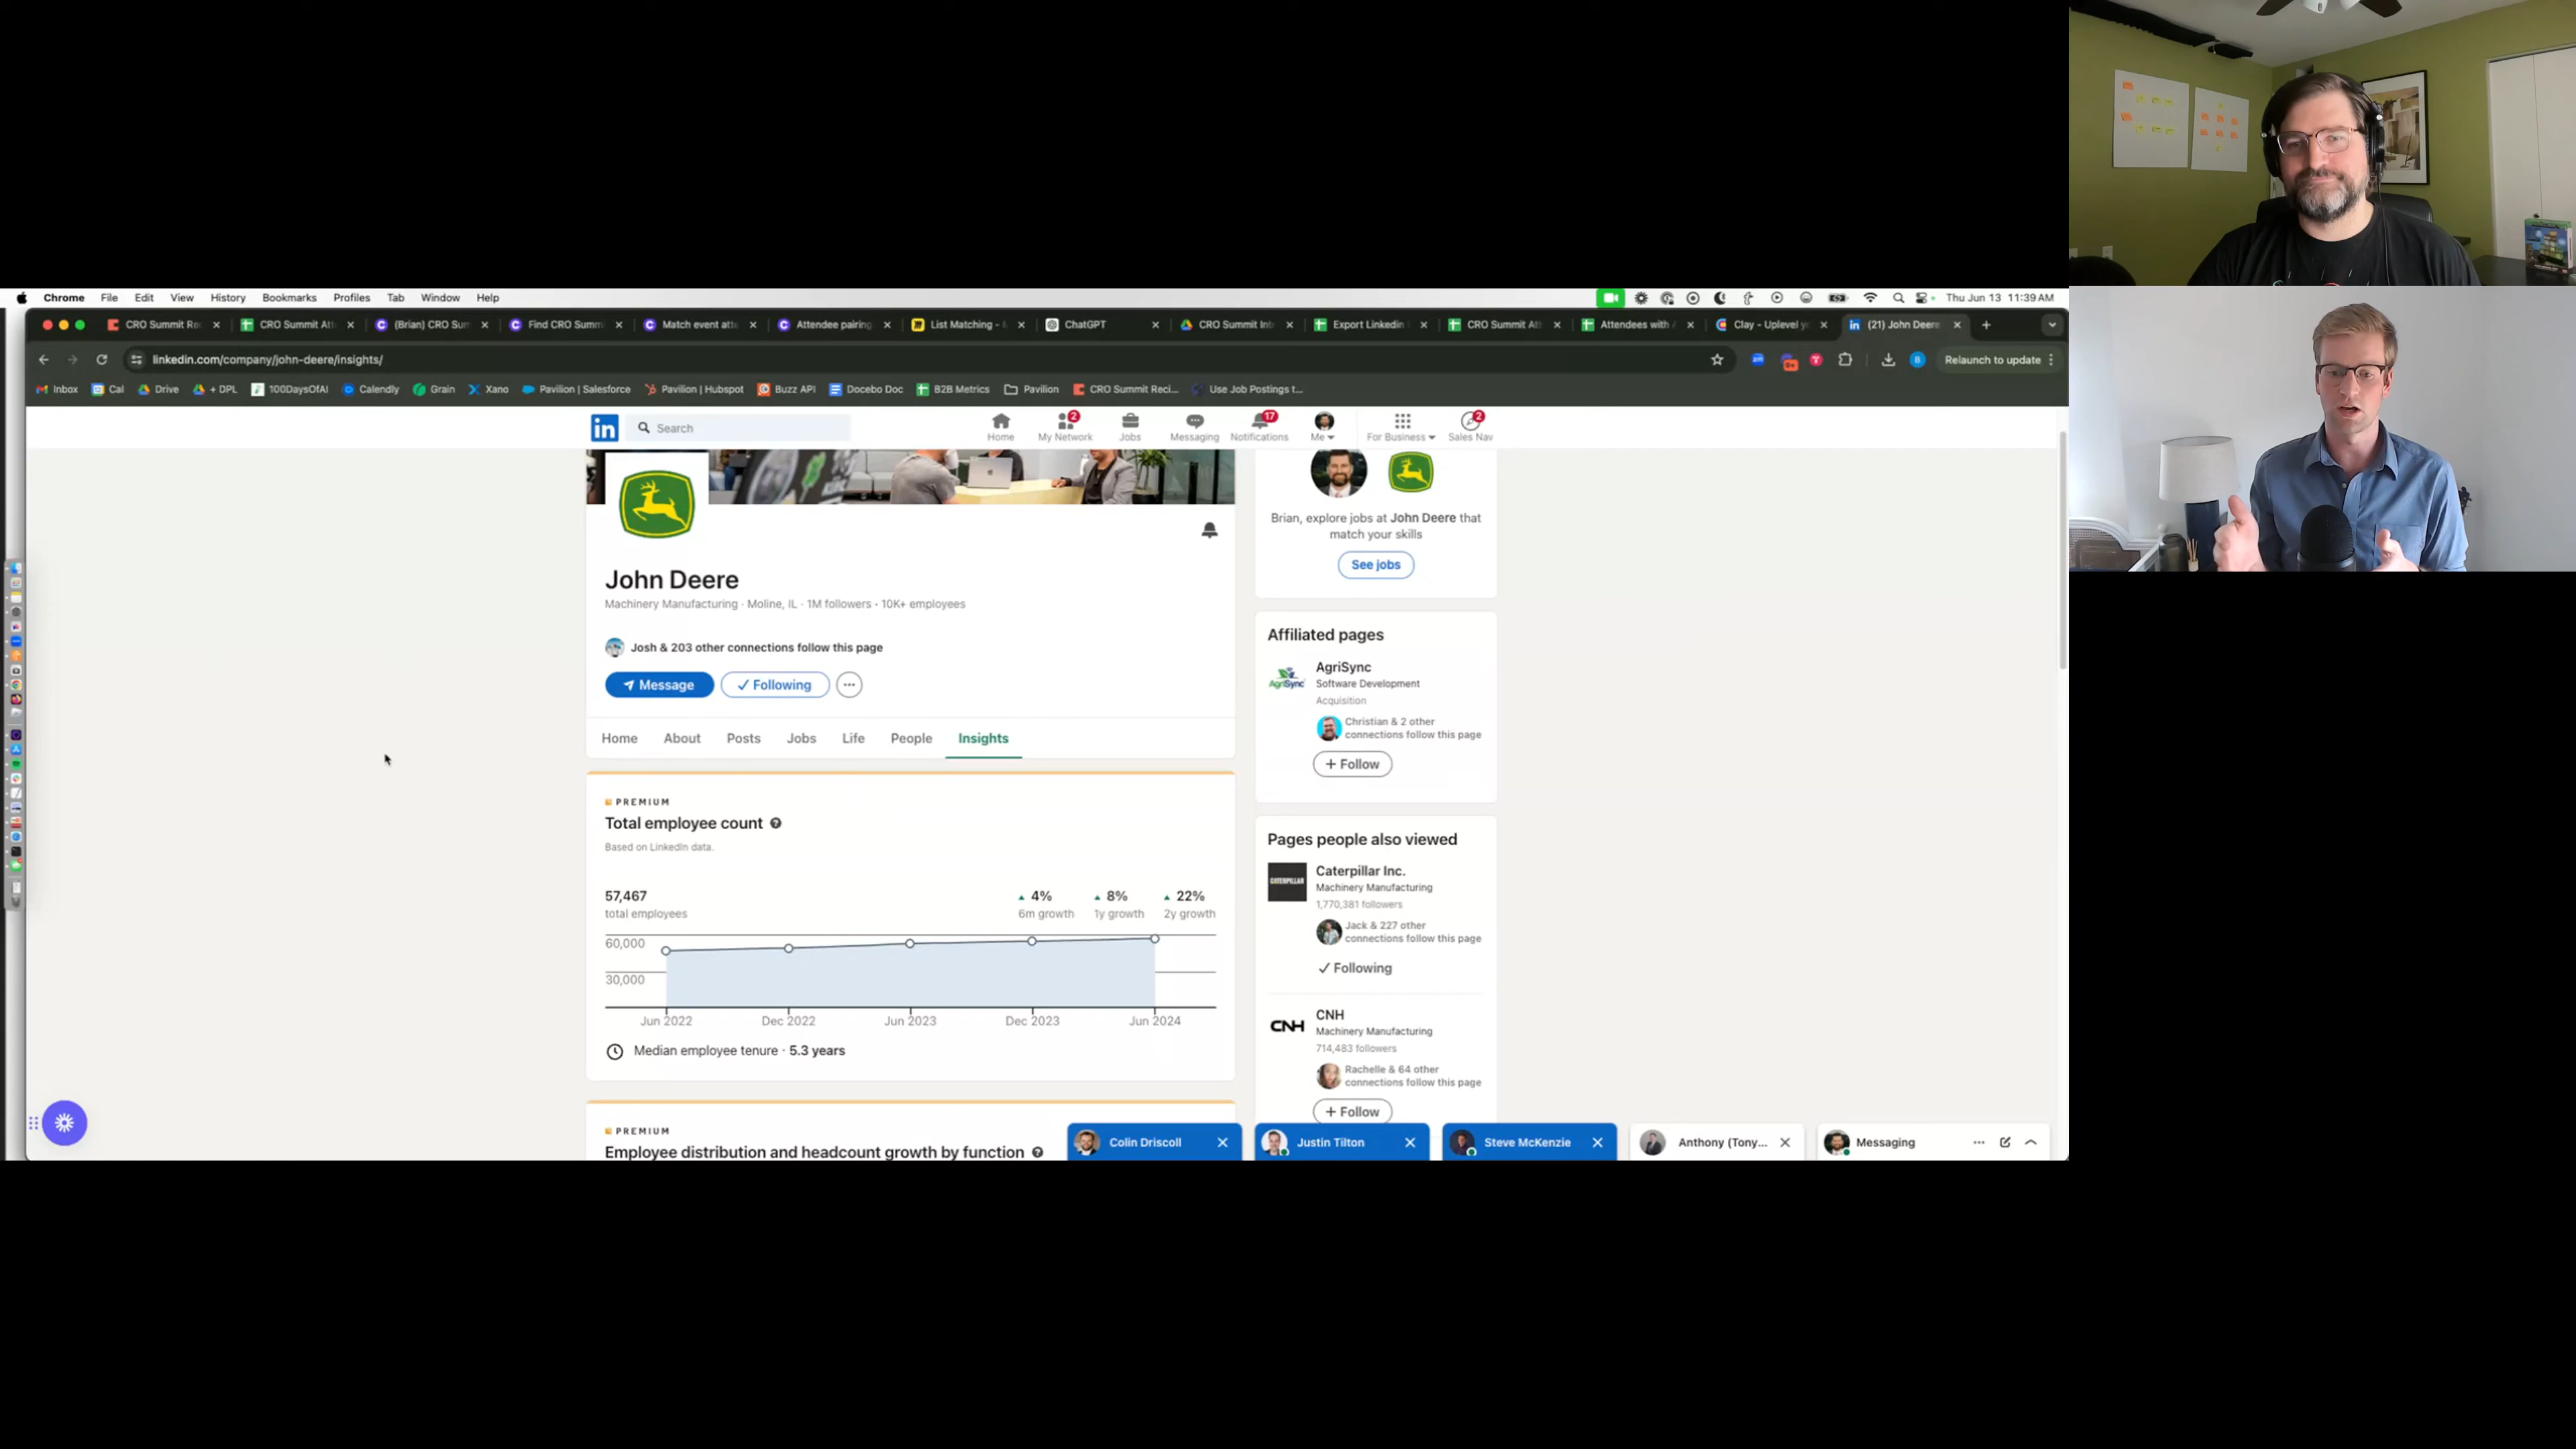 Chrome File Edit View History Bookmarks Profiles Tab Window Help
Thu Jun 13 11:39 AM
CRO Summit Re
CRO Summit Att
(Brian) CRO Sum
Find CRO Summ
Match event atte
Attendee pairing
List Matching -
ChatGPT
CRO Summit Int
Export Linkedin
CRO Summit Att
Attendees with
Clay - Uplevel y
(21) John Deere
linkedin.com/company/john-deere/insights/
Relaunch to update
Inbox Cal Drive + DPL 100DaysOfAI Calendly Grain Xano Pavilion | Salesforce Pavilion | Hubspot Buzz API Docebo Doc B2B Metrics Pavilion CRO Summit Reci... Use Job Postings t...
in
Search
Home
2
My Network
Jobs
Messaging
17
Notifications
Me
For Business
2
Sales Nav
John Deere
Machinery Manufacturing · Moline, IL · 1M followers · 10K+ employees
Josh & 203 other connections follow this page
Message
Following
Home About Posts Jobs Life People Insights
PREMIUM
Total employee count
Based on LinkedIn data.
57,467
total employees
4%
6m growth
8%
1y growth
22%
2y growth
60,000
30,000
Jun 2022 Dec 2022 Jun 2023 Dec 2023 Jun 2024
Median employee tenure · 5.3 years
PREMIUM
Employee distribution and headcount growth by function
Brian, explore jobs at John Deere that
match your skills
See jobs
Affiliated pages
AgriSync
AgriSync
Software Development
Acquisition
Christian & 2 other
connections follow this page
+ Follow
Pages people also viewed
CATERPILLAR
Caterpillar Inc.
Machinery Manufacturing
1,770,381 followers
Jack & 227 other
connections follow this page
Following
CNH
CNH
Machinery Manufacturing
714,483 followers
Rachelle & 64 other
connections follow this page
+ Follow
Colin Driscoll
Justin Tilton
Steve McKenzie
Anthony (Tony...
Messaging